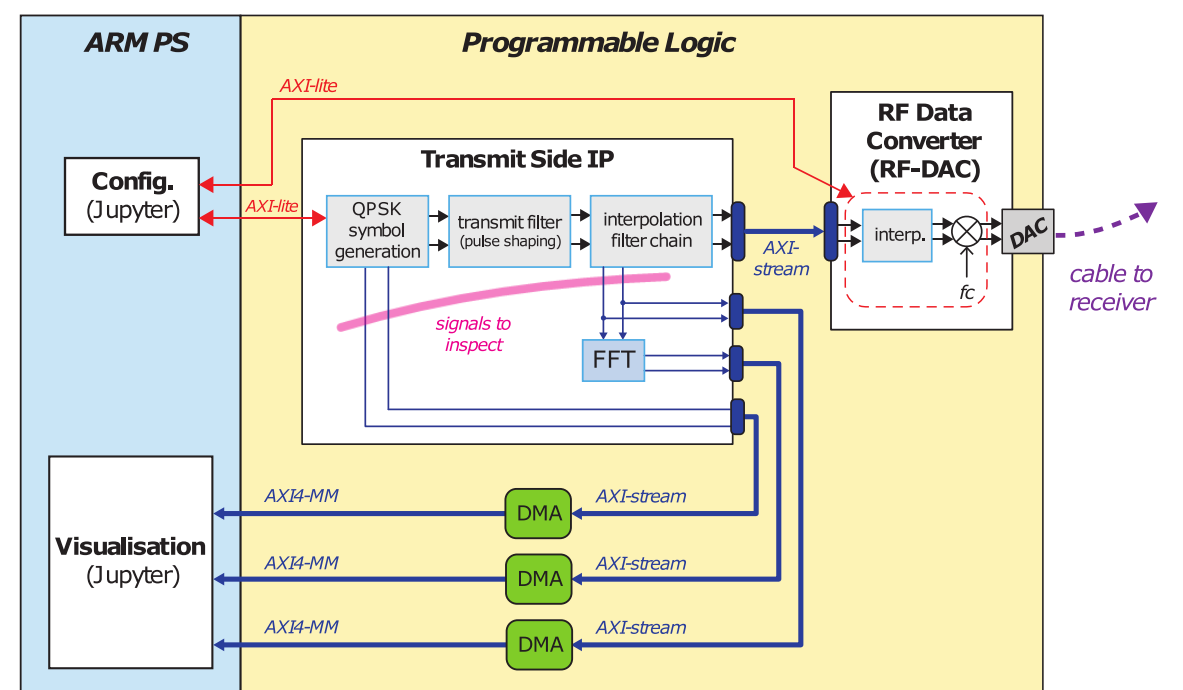 ARM PS
Programmable Logic
AXI-lite
RF Data
Converter
(RF-DAC)
Transmit Side IP
Config.
(Jupyter)
AXI-lite
QPSK
symbol
generation
transmit filter
(pulse shaping)
interpolation
filter chain
AXI-
stream
interp.
fc
DAC
cable to
receiver
signals to
inspect
FFT
Visualisation
(Jupyter)
AXI4-MM
DMA
AXI-stream
AXI4-MM
DMA
AXI-stream
AXI4-MM
DMA
AXI-stream